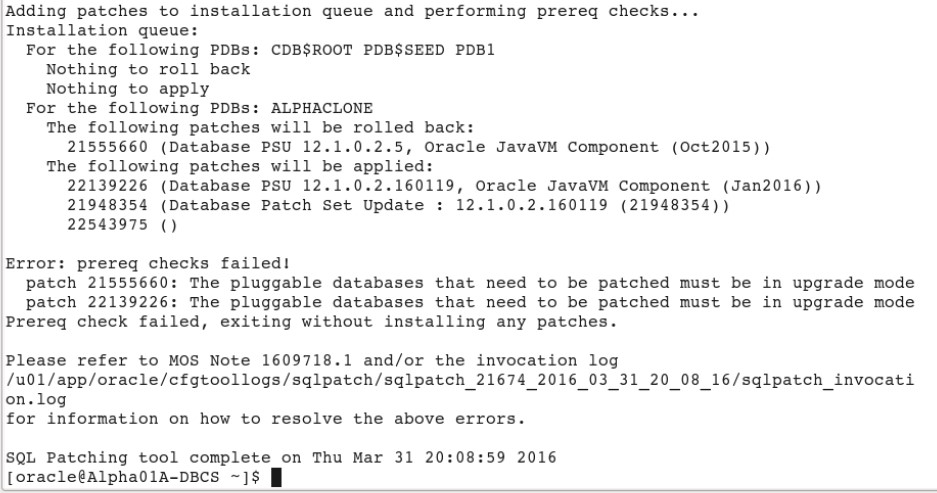 Adding patches to installation queue and performing prereq checks...
Installation queue:
  For the following PDBs: CDB$ROOT PDB$SEED PDB1
    Nothing to roll back
    Nothing to apply
  For the following PDBs: ALPHACLONE
    The following patches will be rolled back:
      21555660 (Database PSU 12.1.0.2.5, Oracle JavaVM Component (Oct2015))
    The following patches will be applied:
      22139226 (Database PSU 12.1.0.2.160119, Oracle JavaVM Component (Jan2016))
      21948354 (Database Patch Set Update : 12.1.0.2.160119 (21948354))
      22543975 ()

Error: prereq checks failed!
  patch 21555660: The pluggable databases that need to be patched must be in upgrade mode
  patch 22139226: The pluggable databases that need to be patched must be in upgrade mode
Prereq check failed, exiting without installing any patches.

Please refer to MOS Note 1609718.1 and/or the invocation log
/u01/app/oracle/cfgtoollogs/sqlpatch/sqlpatch_21674_2016_03_31_20_08_16/sqlpatch_invocati
on.log
for information on how to resolve the above errors.

SQL Patching tool complete on Thu Mar 31 20:08:59 2016
[oracle@Alpha01A-DBCS ~]$